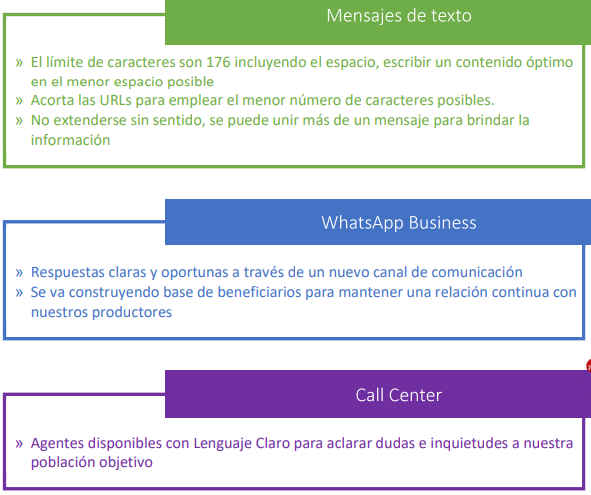 Mensajes de texto
» El límite de caracteres son 176 incluyendo el espacio, escribir un contenido óptimo
en el menor espacio posible
» Acorta las URLs para emplear el menor número de caracteres posibles.
» No extenderse sin sentido, se puede unir más de un mensaje para brindar la
información
WhatsApp Business
» Respuestas claras y oportunas a través de un nuevo canal de comunicación
» Se va construyendo base de beneficiarios para mantener una relación continua con
nuestros productores
Call Center
» Agentes disponibles con Lenguaje Claro para aclarar dudas e inquietudes a nuestra
población objetivo